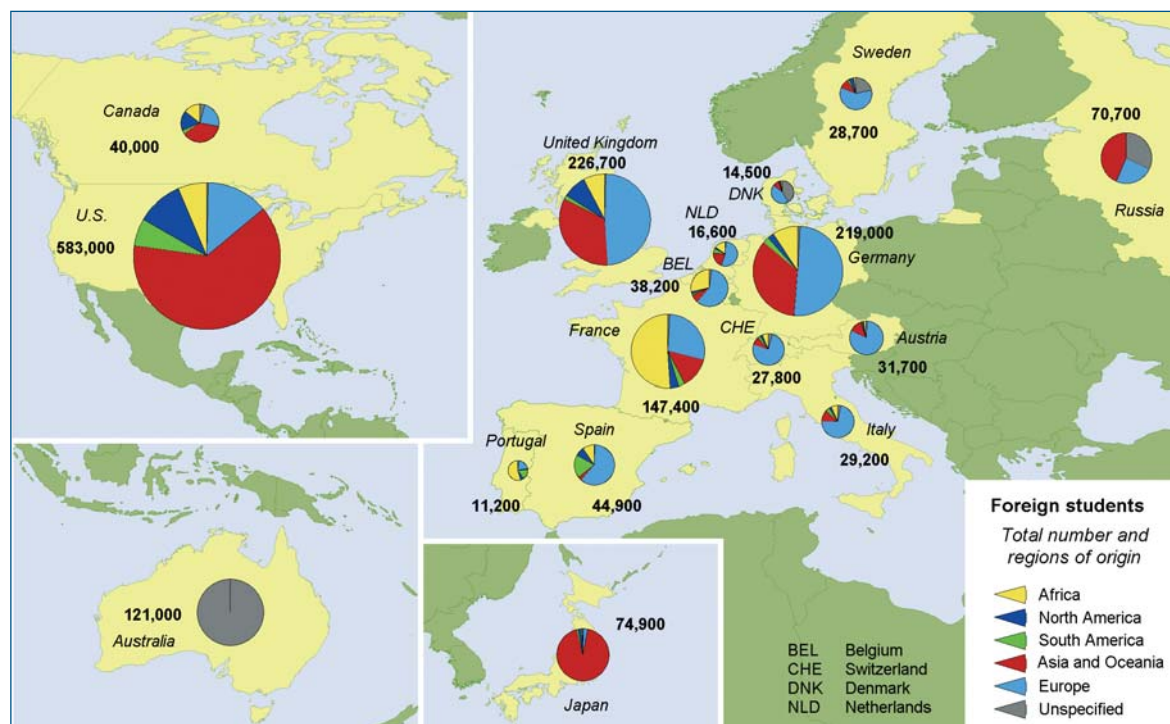 Canada
40,000
U.S.
583,000
Sweden
28,700
70,700
Russia
United Kingdom
226,700
14,500
DNK
NLD
16,600
219,000
Germany
BEL
38,200
France
147,400
CHE
27,800
Austria
31,700
Italy
29,200
Portugal
11,200
Spain
44,900
121,000
Australia
74,900
Japan
BEL Belgium
CHE Switzerland
DNK Denmark
NLD Netherlands
Foreign students
Total number and
regions of origin
Africa
North America
South America
Asia and Oceania
Europe
Unspecified